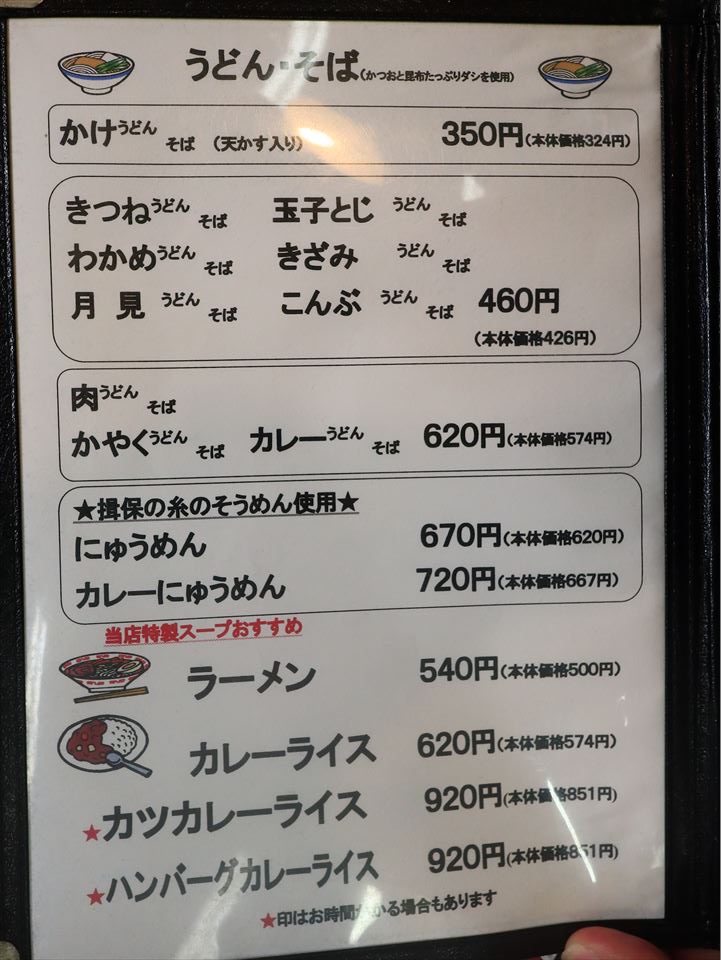 うどん・そば(かつおと昆布たっぷりダシを使用)
かけうどん そば (天かす入り) 350円(本体価格324円)
きつねうどん そば 玉子とじ うどん そば
わかめうどん そば きざみ うどん そば
月見 うどん そば こんぶ うどん そば 460円
(本体価格426円)
肉うどん そば
かやくうどん そば カレーうどん そば 620円(本体価格574円)
★揖保の糸のそうめん使用★
にゅうめん 670円(本体価格620円)
カレーにゅうめん 720円(本体価格667円)
当店特製スープおすすめ
ラーメン 540円(本体価格500円)
カレーライス 620円(本体価格574円)
★カツカレーライス 920円(本体価格851円)
★ハンバーグカレーライス 920円(本体価格851円)
★印はお時間かかる場合もあります